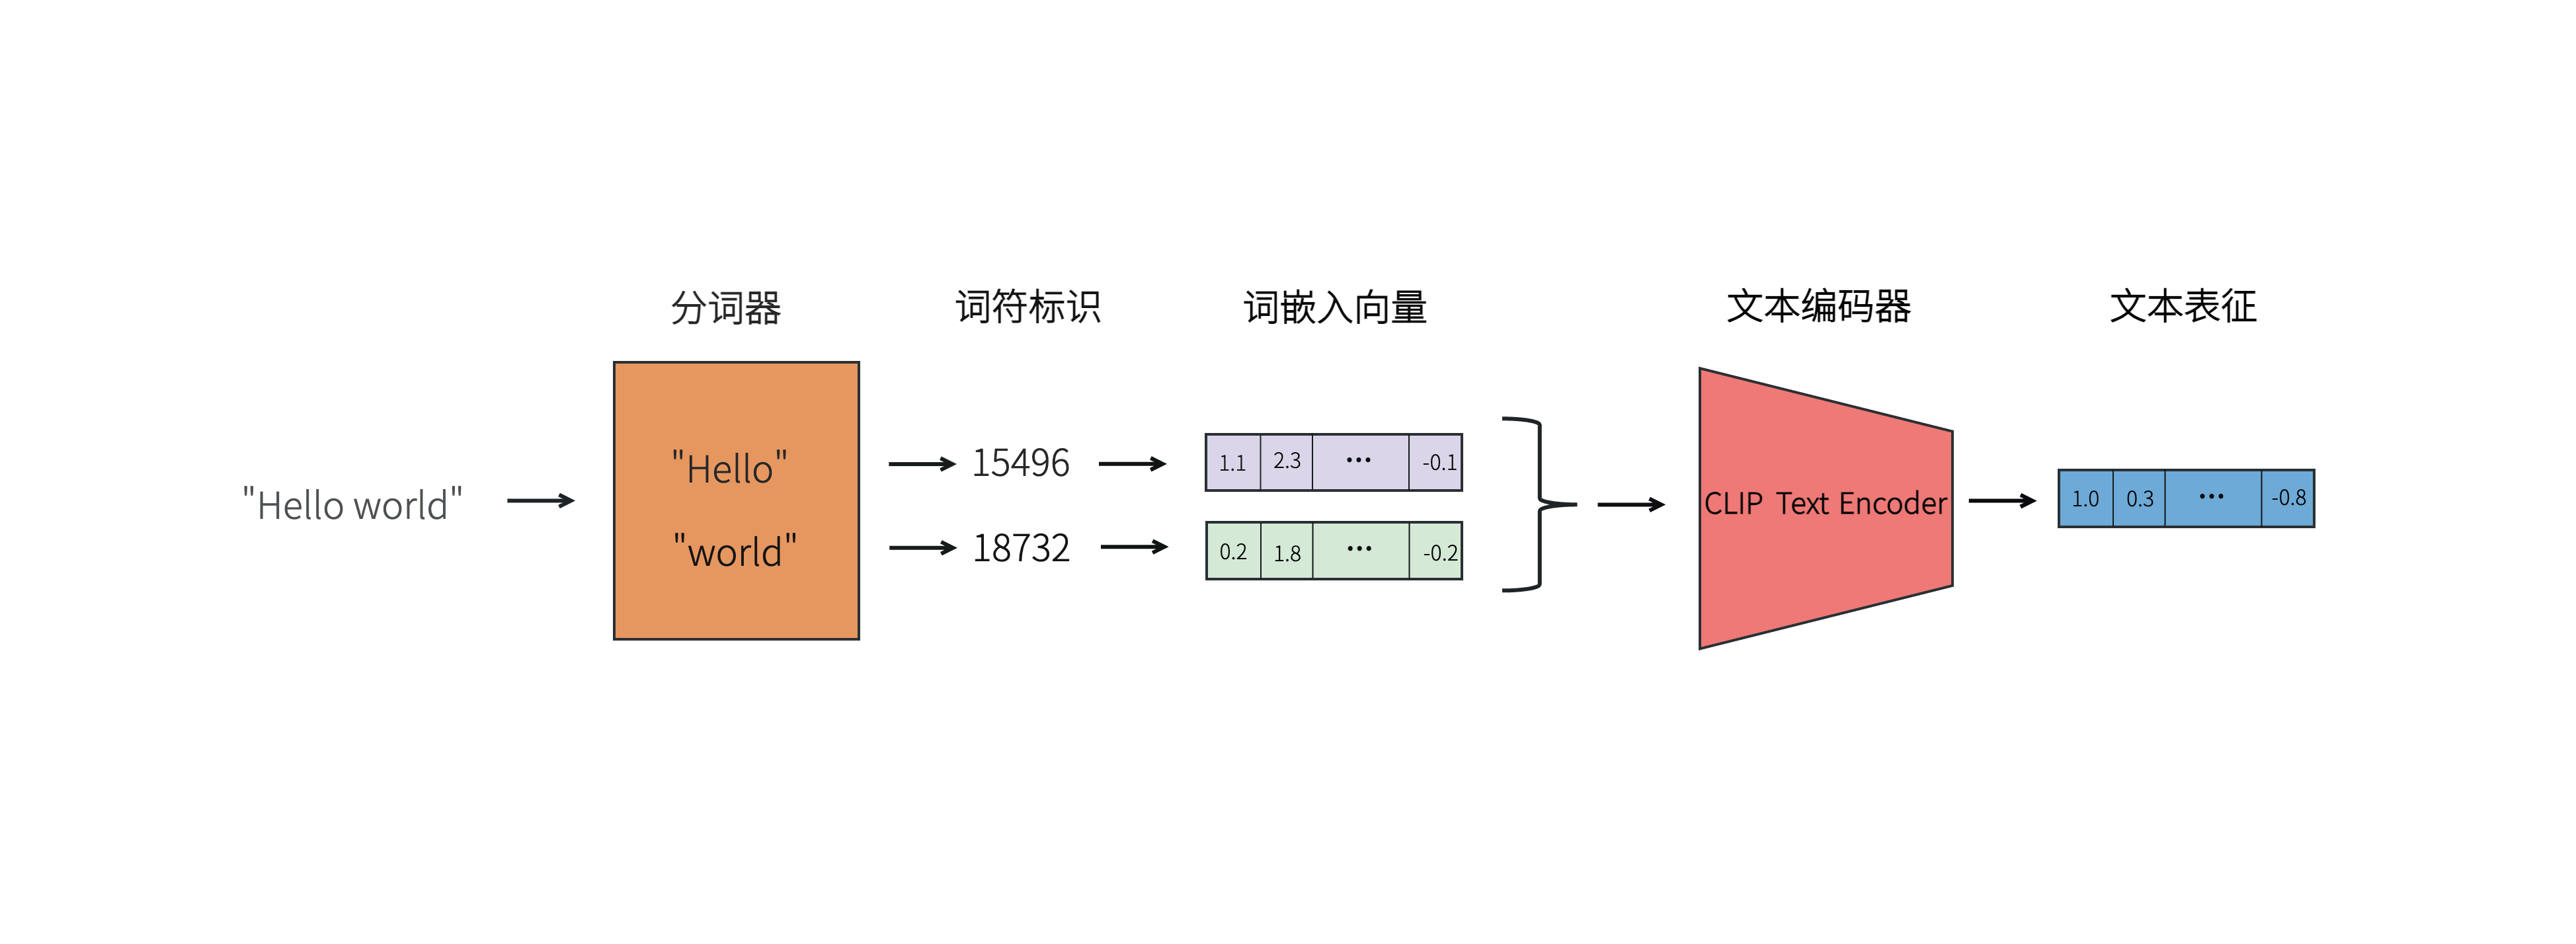 分词器
词符标识
词嵌入向量
文本编码器
文本表征
"Hello world"
"Hello"
15496
1.1 2.3 ••• -0.1
"world"
18732
0.2 1.8 ••• -0.2
CLIP Text Encoder
1.0 0.3 ••• -0.8